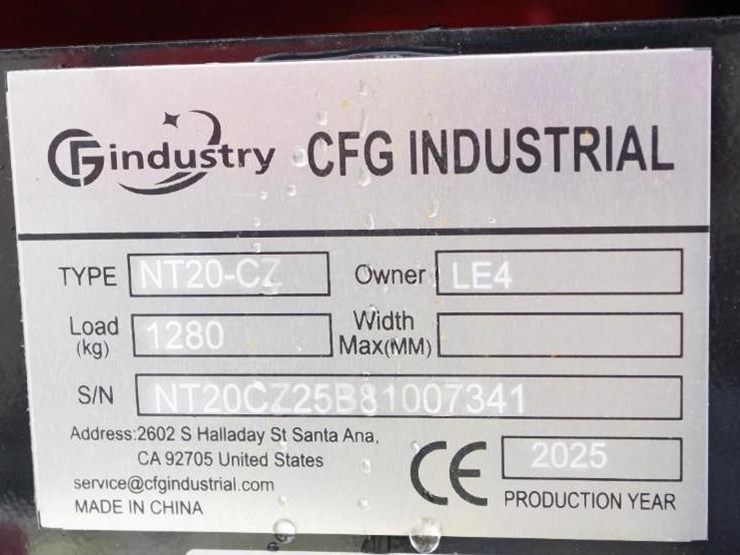 CFindustry CFG INDUSTRIAL
TYPE NT20-CZ Owner LE4
Load (kg) 1280 Width Max(MM)
S/N NT20CZ25B81007341
Address:2602 S Halladay St Santa Ana,
CA 92705 United States
service@cfgindustrial.com
MADE IN CHINA
CE 2025
PRODUCTION YEAR